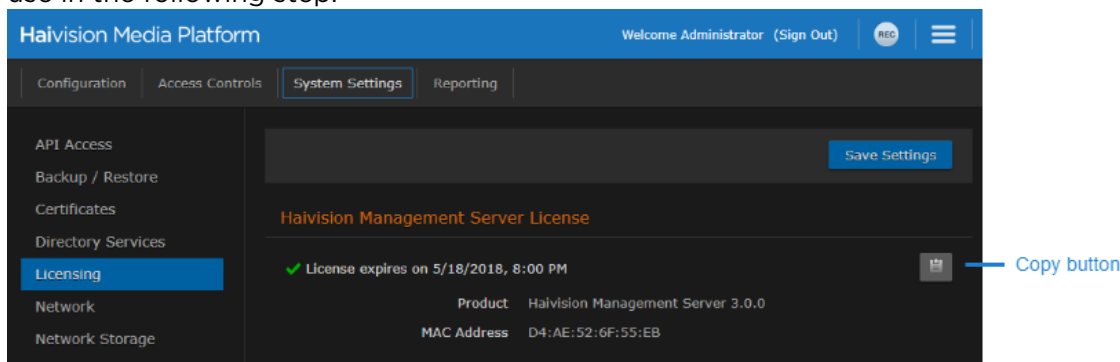 Haivision Media Platform
Welcome Administrator (Sign Out)
REC
Configuration
Access Controls
System Settings
Reporting
API Access
Backup / Restore
Certificates
Directory Services
Licensing
Network
Network Storage
Save Settings
Haivision Management Server License
License expires on 5/18/2018, 8:00 PM
Copy button
Product Haivision Management Server 3.0.0
MAC Address D4:AE:52:6F:55:EB